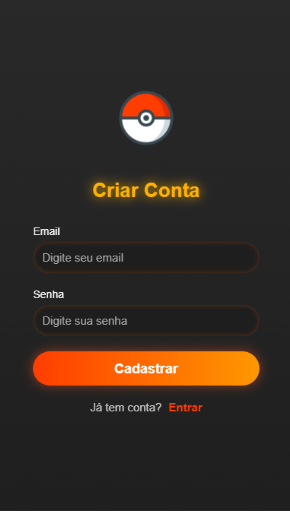 Criar Conta
Email
Digite seu email
Senha
Digite sua senha
Cadastrar
Já tem conta? Entrar